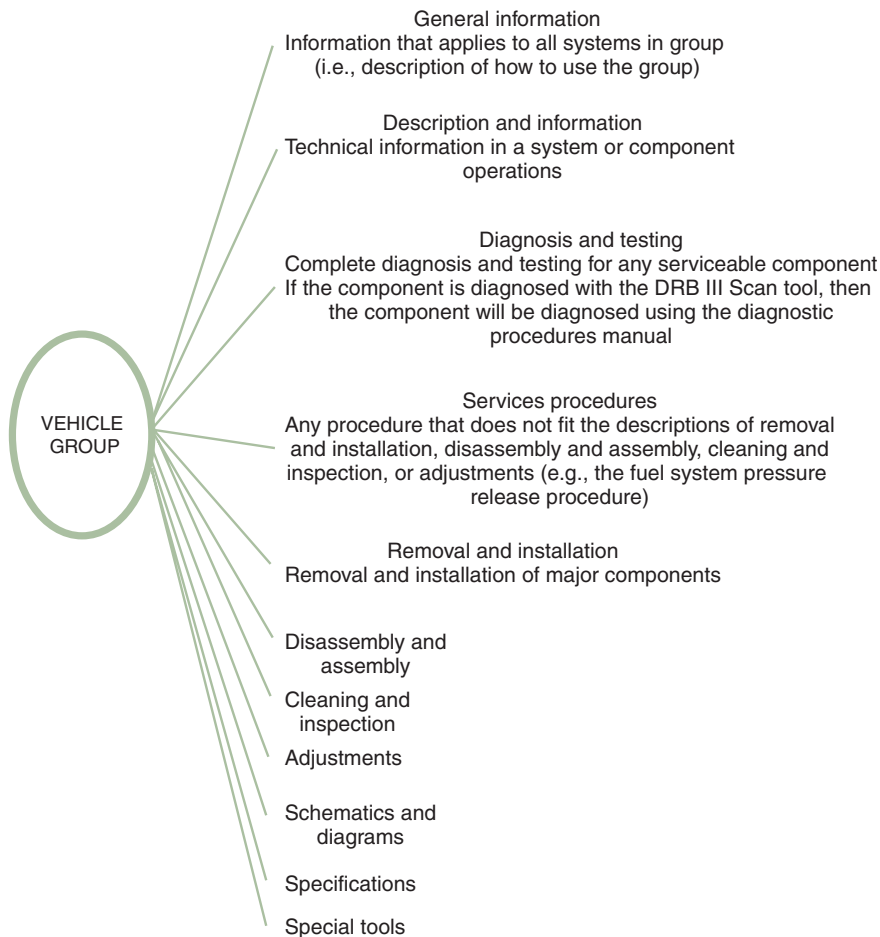 General information
Information that applies to all systems in group
(i.e., description of how to use the group)
Description and information
Technical information in a system or component
operations
Diagnosis and testing
Complete diagnosis and testing for any serviceable component
If the component is diagnosed with the DRB III Scan tool, then
the component will be diagnosed using the diagnostic
procedures manual
VEHICLE
GROUP
Services procedures
Any procedure that does not fit the descriptions of removal
and installation, disassembly and assembly, cleaning and
inspection, or adjustments (e.g., the fuel system pressure
release procedure)
Removal and installation
Removal and installation of major components
Disassembly and
assembly
Cleaning and
inspection
Adjustments
Schematics and
diagrams
Specifications
Special tools